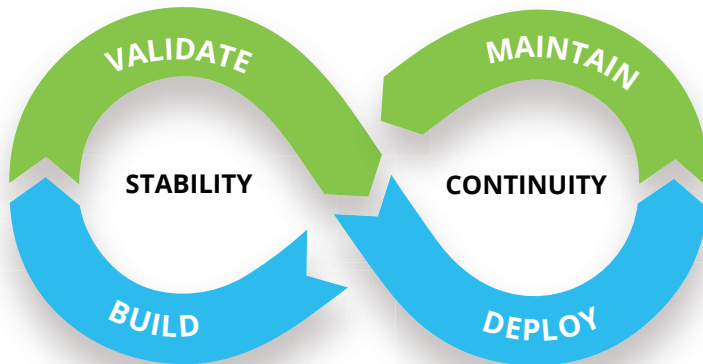 VALIDATE
MAINTAIN
STABILITY
CONTINUITY
BUILD
DEPLOY